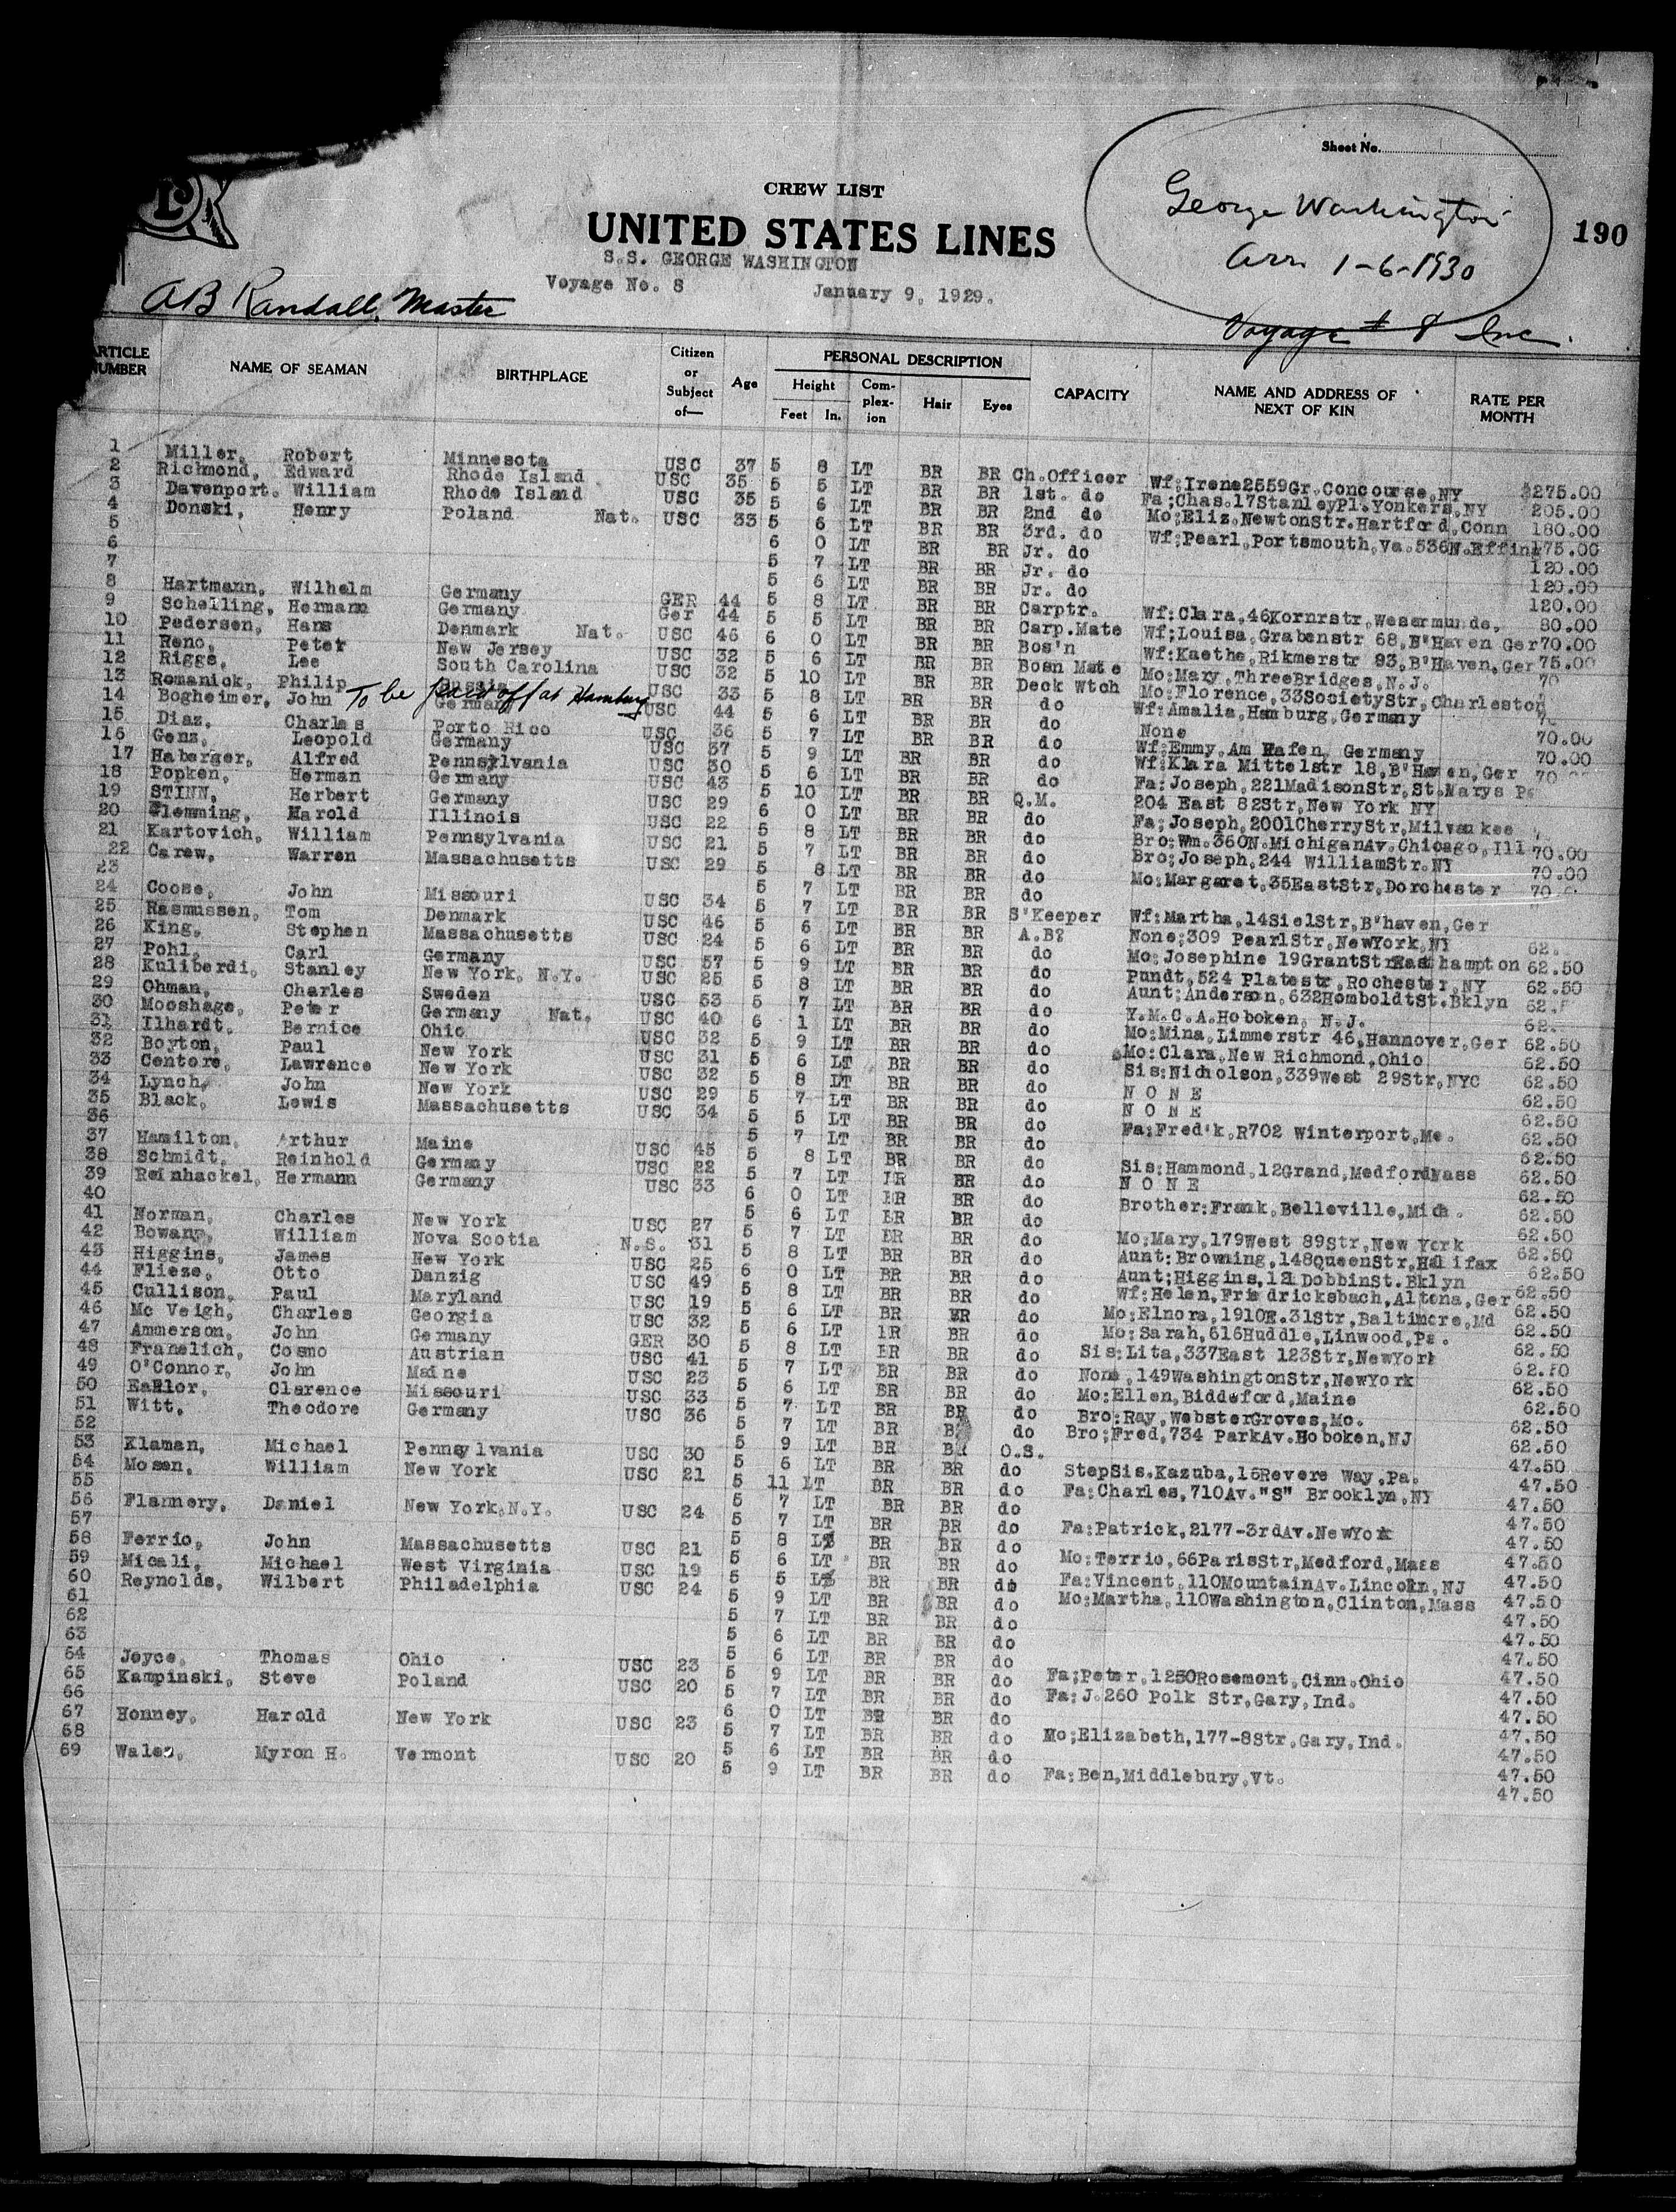 Sheet No.
George Washington
Arr. 1-6-1930
190
CREW LIST
UNITED STATES LINES
S.S. GEORGE WASHINGTON
Voyage No. 8 January 9, 1929.
AB Randall, Master
Voyage # 8 Inc.
ARTICLE NUMBER NAME OF SEAMAN BIRTHPLACE Citizen or Subject of— Age PERSONAL DESCRIPTION Height Feet In. Complexion Hair Eyes CAPACITY NAME AND ADDRESS OF NEXT OF KIN RATE PER MONTH
1 Miller, Robert Minnesota USC 37 5 8 LT BR BR Ch.Officer Wf:Irene2559Gr.Concourse,NY $275.00
2 Richmond, Edward Rhode Island USC 35 5 5 LT BR BR 1st. do Fa;Chas.17StanleyPl.Yonkers,NY 205.00
3 Davenport. William Rhode Island USC 35 5 6 LT BR BR 2nd do Mo;Eliz.NewtonStr.Hartford,Conn 180.00
4 Donski, Henry Poland Nat. USC 33 5 6 LT BR BR 3rd. do Wf:Pearl,Portsmouth,Va.536N.Effing 175.00
5 6 0 LT BR BR Jr. do 120.00
6 5 7 LT BR BR Jr. do 120.00
7 5 6 LT BR BR Jr. do 120.00
8 Hartmann, Wilhelm Germany GER 44 5 8 LT BR BR Carptr. Wf:Clara,46Kornrstr,Wesermunde, 80.00
9 Schelling, Hermann Germany Ger 44 5 5 LT BR BR Carp.Mate Wf:Louisa,Grabenstr 68,B'Haven Ger 70.00
10 Pedersen, Hans Denmark Nat. USC 46 6 0 LT BR BR Bos'n Wf:Kaethe,Rikmerstr 93,B'Haven,Ger 75.00
11 Reno, Peter New Jersey USC 32 5 6 LT BR BR Bosn Mate Mo:Mary,ThreeBridges,N.J. 70
12 Riggs, Lee South Carolina USC 32 5 10 LT BR BR Deck Wtch Mo:Florence,33SocietyStr,Charleston
13 Romanick, Philip Russia USC 33 5 8 LT BR BR do Wf:Amalia,Hamburg,Germany
To be paid off at Hamburg
14 Bogheimer, John Germany USC 44 5 6 LT BR BR do None 70.00
15 Diaz, Charles Porto Rico USC 36 5 7 LT BR BR do Wf:Emmy,Am Hafen, Germany 70.00
16 Genz, Leopold Germany USC 37 5 9 LT BR BR do Wf:Klara Mittelstr 18,B'Haven,Ger 70
17 Haberger, Alfred Pennsylvania USC 30 5 6 LT BR BR do Fa:Joseph,221MadisonStr,St.Marys Pa
18 Popken, Herman Germany USC 43 5 10 LT BR BR Q.M. 204 East 82Str,New York NY
19 STINN, Herbert Germany USC 29 6 0 LT BR BR do Fa;Joseph,2001CherryStr,Milwaukee
20 Flemming, Harold Illinois USC 22 5 8 LT BR BR do Bro:Wm.360N.MichiganAv.Chicago,Ill 70.00
21 Kartovich, William Pennsylvania USC 21 5 7 LT BR BR do Bro;Joseph,244 WilliamStr.NY 70.00
22 Carew, Warren Massachusetts USC 29 5 8 LT BR BR do Mo:Margaret,35EastStr,Dorchester 70
23 5 7 LT BR BR do
24 Coose, John Missouri USC 34 5 7 LT BR BR S'Keeper Wf:Martha,14SielStr,B'haven,Ger
25 Rasmussen, Tom Denmark USC 46 5 6 LT BR BR A.B? None;309 PearlStr,NewYork,NY 62.
26 King, Stephen Massachusetts USC 24 5 6 LT BR BR do Mo:Josephine 19GrantStrEasthampton 62.50
27 Pohl, Carl Germany USC 57 5 9 LT BR BR do Pundt,524 Platestr,Rochester,NY 62.50
28 Kuliberdi, Stanley New York, N.Y. USC 25 5 8 LT BR BR do Aunt:Anderson,632HomboldtSt.Bklyn 62.5
29 Ohman, Charles Sweden USC 53 5 7 LT BR BR do Y.M.C.A.Hoboken, N.J. 62.
30 Mooshage, Peter Germany Nat. USC 40 6 1 LT BR BR do Mo:Mina,Limmerstr 46,Hannover,Ger 62.50
31 Ilhardt, Bernice Ohio USC 32 5 9 LT BR BR do Mo:Clara,New Richmond,Ohio 62.50
32 Boyton, Paul New York USC 31 5 6 LT BR BR do Sis:Nicholson,339West 29Str,NYC 62.50
33 Centore, Lawrence New York USC 32 5 8 LT BR BR do N O N E 62.50
34 Lynch, John New York USC 29 5 7 LT BR BR do N O N E 62.50
35 Black, Lewis Massachusetts USC 34 5 5 LT BR BR do Fa;Fred'k,R702 Winterport,Me. 62.50
36 5 7 LT BR BR do 62.50
37 Hamilton, Arthur Maine USC 45 5 8 LT BR BR do Sis:Hammond,12Grand,MedfordMass 62.50
38 Schmidt, Reinhold Germany USC 22 5 7 LT BR BR do N O N E 62.50
39 Reinhackel, Hermann Germany USC 33 6 0 LT BR BR do Brother:Frank,Belleville,Mich. 62.50
40 5 6 LT BR BR do 62.50
41 Norman, Charles New York USC 27 5 7 LT BR BR do Mo;Mary,179West 89Str,New York 62.50
42 Bowany, William Nova Scotia N.S. 31 5 8 LT BR BR do Aunt:Browning,148QueenStr,Halifax 62.50
43 Higgins, James New York USC 25 6 0 LT BR BR do Aunt;Higgins,121DobbinSt.Bklyn
44 Fliese, Otto Danzig USC 49 5 8 LT BR BR do Wf:Helen,Friedricksbach,Altona,Ger 62.50
45 Cullison, Paul Maryland USC 19 5 6 LT BR BR do Mo:Elnora,1910E.31Str,Baltimore,Md 62.50
46 Mc Veigh, Charles Georgia USC 32 5 6 LT BR BR do Mo;Sarah,616Huddle,Linwood,Pa. 62.50
47 Ammerson, John Germany GER 30 5 8 LT BR BR do Sis:Lita,337East 123Str,NewYork 62.50
48 Franelich, Cosmo Austrian USC 41 5 7 LT BR BR do None,149WashingtonStr,NewYork 62.50
49 O'Connor, John Maine USC 23 5 6 LT BR BR do Mo:Ellen,Biddeford,Maine 62.50
50 Clarence Missouri USC 33 5 7 LT BR BR do Bro;Ray,WebsterGroves,Mo. 62.50
51 Witt, Theodore Germany USC 36 5 7 LT BR do Bro;Fred,734 ParkAv.Hoboken,NJ 62.50
52 5 9 LT BR BR O.S. 62.50
53 Klaman, Michael Pennsylvania USC 30 5 6 LT BR BR do StepSis.Kazuba,15Revere Way,Pa. 47.50
54 Mosen, William New York USC 21 5 11 LT BR BR do Fa:Charles,710Av."S" Brooklyn,NY 47.50
55 5 7 LT BR BR do 47.50
56 Flannery, Daniel New York,N.Y. USC 24 5 7 LT BR BR do Fa:Patrick,2177-3rdAv.NewYork 47.50
57 5 8 LT BR BR do 47.50
58 Ferrio, John Massachusetts USC 21 5 6 LT BR BR do Mo:Terrio,66ParisStr,Medford,Mass 47.50
59 Micali, Michael West Virginia USC 19 5 5 LT BR BR do Fa:Vincent,110MountainAv.Lincoln,NJ 47.50
60 Reynolds, Wilbert Philadelphia USC 24 5 9 LT BR BR do Mo:Martha,110Washington,Clinton,Mass 47.50
61 5 7 LT BR BR do 47.50
62 5 6 LT BR BR do 47.50
63 5 6 LT BR BR do 47.50
64 Joyce, Thomas Ohio USC 23 5 9 LT BR BR do Fa;Peter,1250Rosemont,Cinn.Ohio 47.50
65 Kampinski, Steve Poland USC 20 5 7 LT BR BR do Fa:J.260 Polk Str,Gary,Ind. 47.50
66 6 0 LT BR BR do 47.50
67 Honney, Harold New York USC 23 5 7 LT BR BR do Mo;Elizabeth,177-8Str,Gary,Ind. 47.50
68 5 6 LT BR BR do 47.50
69 Wales, Myron H. Vermont USC 20 5 9 LT BR BR do Fa:Ben,Middlebury,Vt. 47.50
47.50